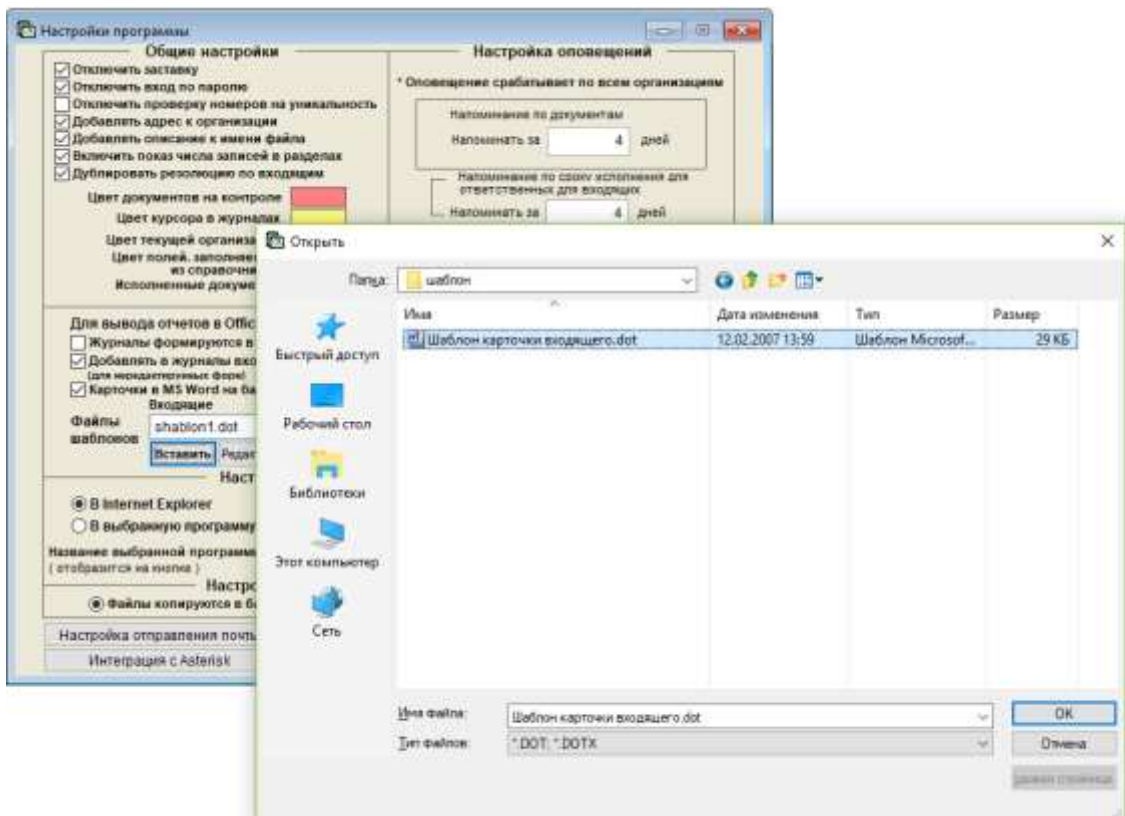 Настройки программы
Общие настройки
Отключить заставку
Отключить вход по паролю
Отключить проверку номеров на уникальность
Добавлять адрес к организации
Добавлять описание к имени файла
Включить показ числа записей в разделах
Дублировать резолюцию по входящим
Цвет документов на контроле
Цвет курсора в журналах
Цвет текущей организа
Цвет полей, заполняе
из справочни
Исполненные докуме
Для вывода отчетов в Offic
Журналы формируются в
Добавлять в журналы вхо
(для нередактируемых форм)
Карточки в MS Word на ба
Входящие
Файлы шаблонов
shablon1.dot
Вставить Редак
Наст
В Internet Explorer
В выбранную программу
Название выбранной программ
( отобразится на кнопке )
Настро
Файлы копируются в б
Настройка отправления почты
Интеграция с Asterisk
Настройка оповещений
* Оповещение срабатывает по всем организациям
Напоминание по документам
Напоминать за 4 дней
Напоминание по сроку исполнения для
ответственных для входящих
Напоминать за 4 дней
Открыть
Папка: шаблон
Имя Дата изменения Тип Размер
Шаблон карточки входящего.dot 12.02.2007 13:59 Шаблон Microsof... 29 КБ
Быстрый доступ
Рабочий стол
Библиотеки
Этот компьютер
Сеть
Имя файла: Шаблон карточки входящего.dot OK
Тип файлов: *.DOT; *.DOTX Отмена